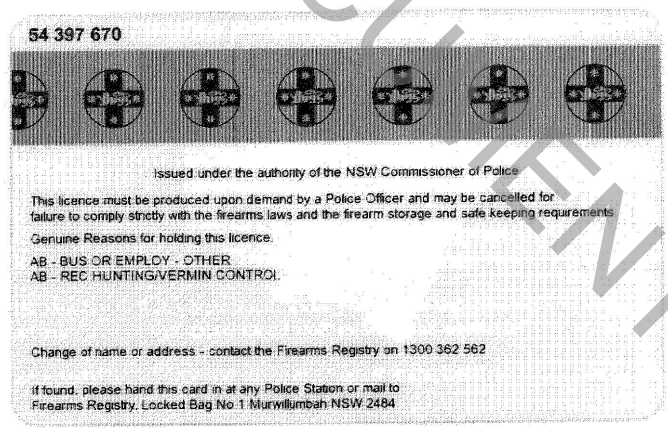 54 397 670
Issued under the authority of the NSW Commissioner of Police
This licence must be produced upon demand by a Police Officer and may be cancelled for
failure to comply strictly with the firearms laws and the firearm storage and safe keeping requirements
Genuine Reasons for holding this licence.
AB - BUS OR EMPLOY - OTHER
AB - REC HUNTING/VERMIN CONTROL
Change of name or address - contact the Firearms Registry on 1300 362 562
If found, please hand this card in at any Police Station or mail to
Firearms Registry, Locked Bag No 1 Murwillumbah NSW 2484
CUMENT